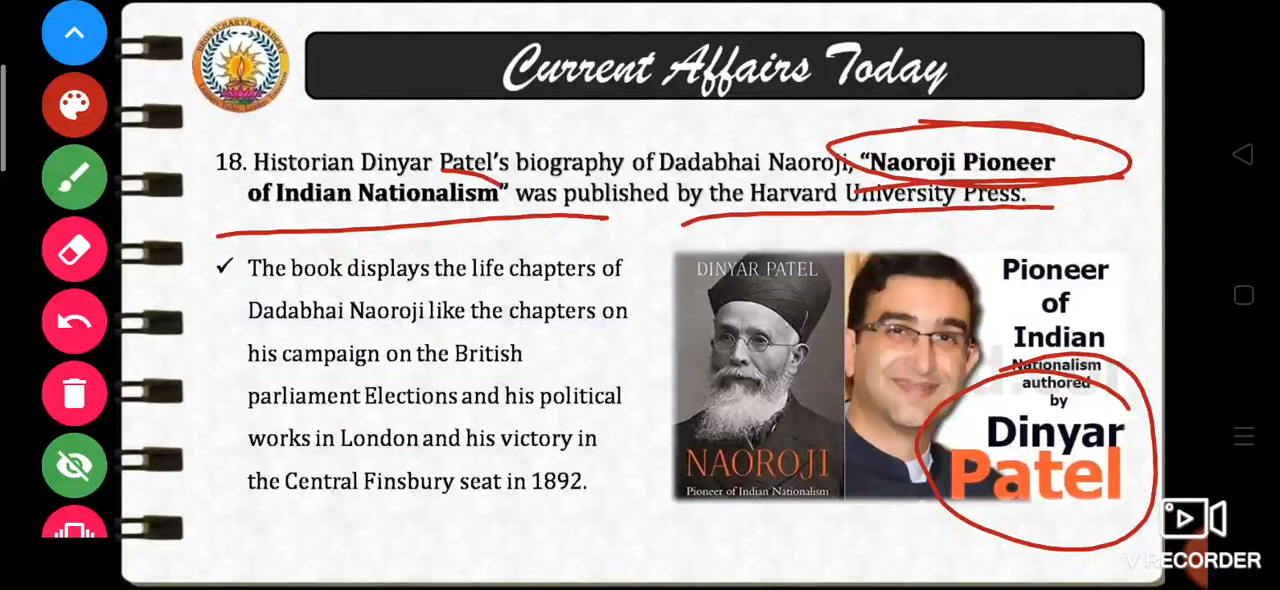 DRONACHARYA ACADEMY
Current Affairs Today
18. Historian Dinyar Patel's biography of Dadabhai Naoroji, “Naoroji Pioneer
of Indian Nationalism” was published by the Harvard University Press.
✓ The book displays the life chapters of
Dadabhai Naoroji like the chapters on
his campaign on the British
parliament Elections and his political
works in London and his victory in
the Central Finsbury seat in 1892.
DINYAR PATEL
NAOROJI
Pioneer of Indian Nationalism
Pioneer
of
Indian
Nationalism
authored
by
Dinyar
Patel
V RECORDER